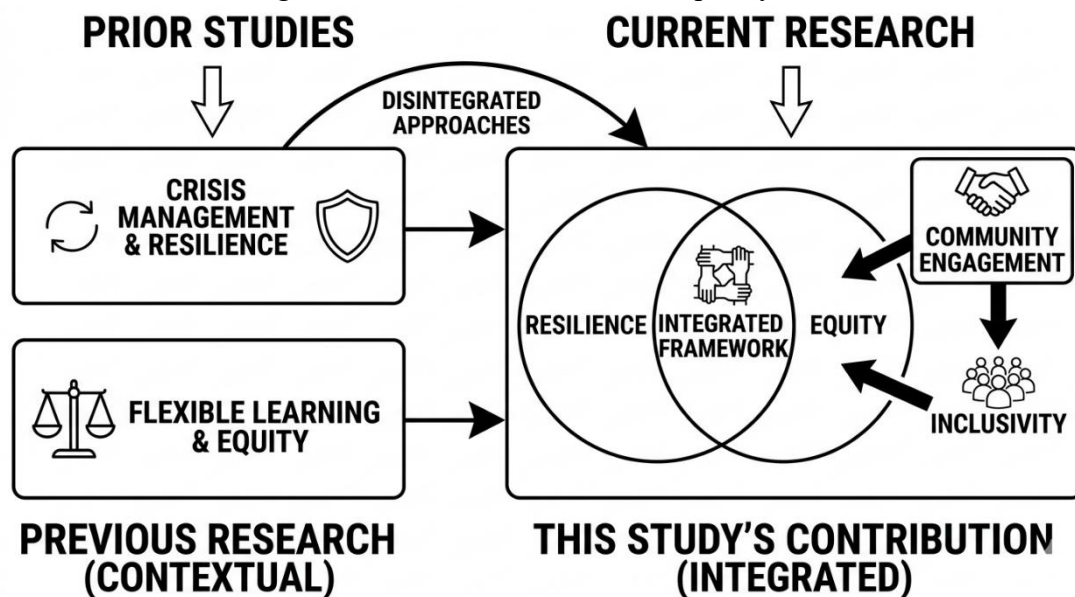 PRIOR STUDIES
CURRENT RESEARCH
DISINTEGRATED
APPROACHES
CRISIS
MANAGEMENT
& RESILIENCE
FLEXIBLE LEARNING
& EQUITY
RESILIENCE
INTEGRATED
FRAMEWORK
EQUITY
COMMUNITY
ENGAGEMENT
INCLUSIVITY
PREVIOUS RESEARCH
(CONTEXTUAL)
THIS STUDY'S CONTRIBUTION
(INTEGRATED)